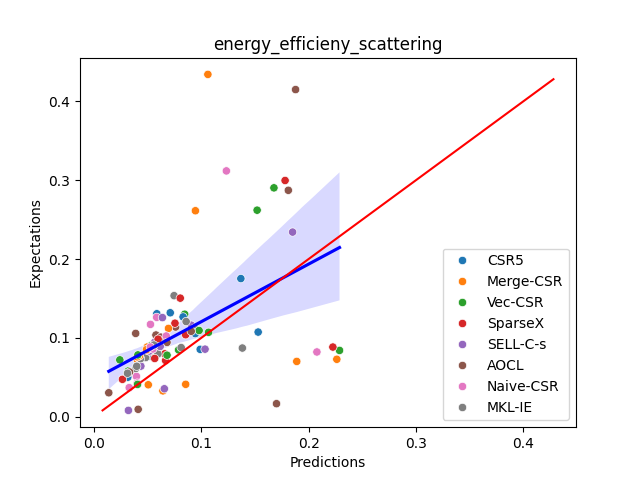 energy_efficieny_scattering
0.4
0.3
0.2
0.1
0.0
Expectations
CSR5
Merge-CSR
Vec-CSR
SparseX
SELL-C-s
AOCL
Naive-CSR
MKL-IE
0.0 0.1 0.2 0.3 0.4
Predictions